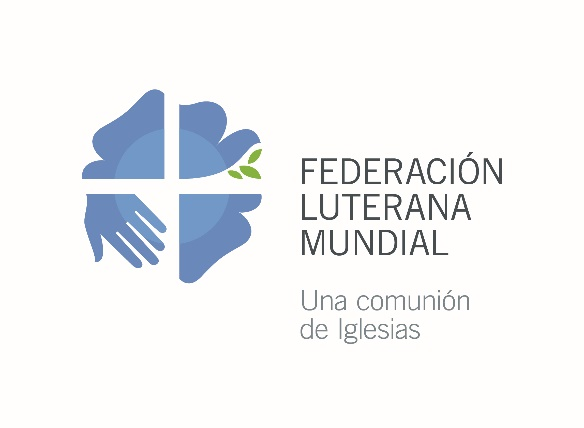 FEDERACIÓN
LUTERANA
MUNDIAL
Una comunión
de Iglesias